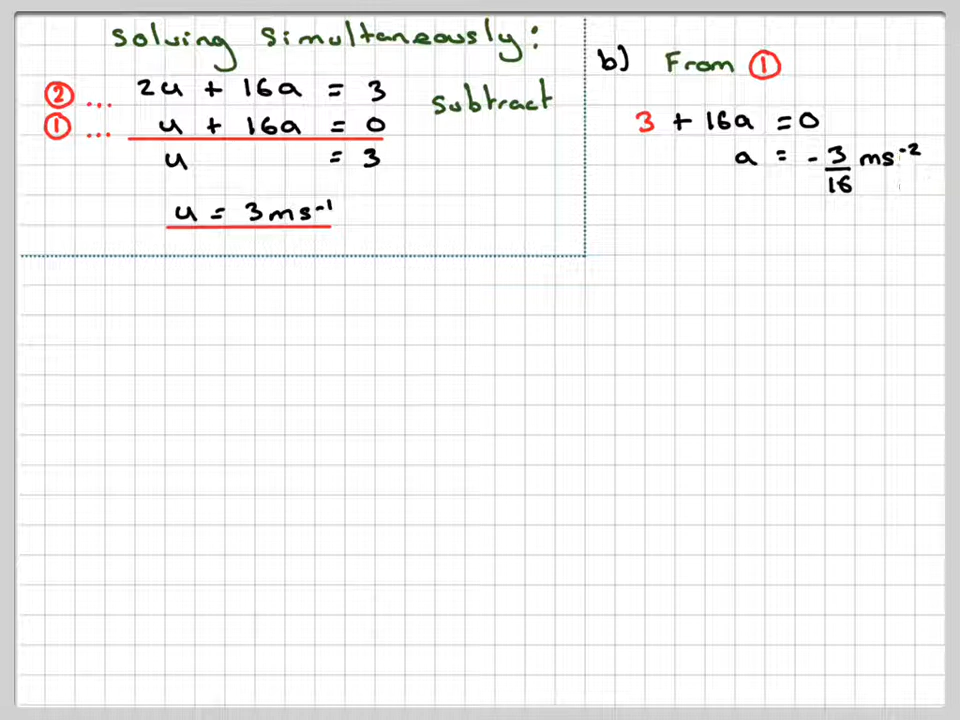 Solving Simultaneously:
② ... 2u + 16a = 3 subtract
① ... u + 16a = 0
u = 3
u = 3ms⁻¹
b) From ①
3 + 16a = 0
a = -3/16 ms⁻²